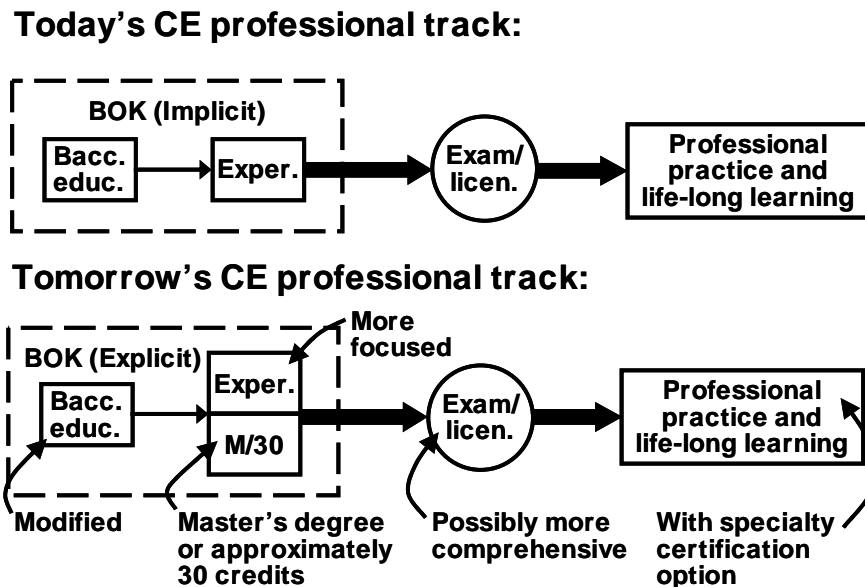 Today's CE professional track:
BOK (Implicit)
Bacc.
educ.
Exper.
Exam/
licen.
Professional
practice and
life-long learning
Tomorrow's CE professional track:
More
focused
BOK (Explicit)
Bacc.
educ.
Exper.
M/30
Exam/
licen.
Professional
practice and
life-long learning
Modified
Master's degree
or approximately
30 credits
Possibly more
comprehensive
With specialty
certification
option